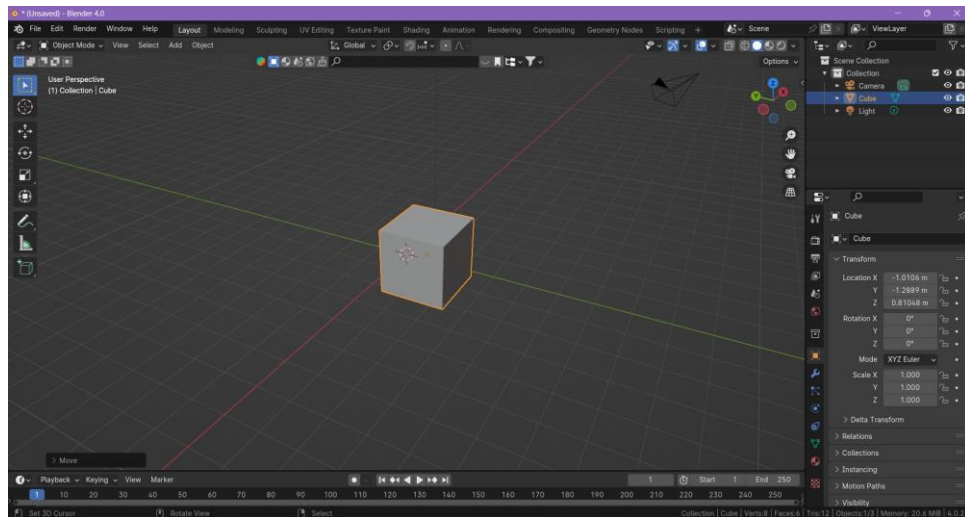 * (Unsaved) - Blender 4.0
File Edit Render Window Help Layout Modeling Sculpting UV Editing Texture Paint Shading Animation Rendering Compositing Geometry Nodes Scripting + Scene ViewLayer
Object Mode View Select Add Object Global
Options
User Perspective
(1) Collection | Cube
Scene Collection
Collection
Camera
Cube
Light
Z
Y
X
Cube
Cube
Transform
Location X -1.0106 m
Y -1.2889 m
Z 0.81048 m
Rotation X 0°
Y 0°
Z 0°
Mode XYZ Euler
Scale X 1.000
Y 1.000
Z 1.000
> Delta Transform
> Relations
> Collections
> Instancing
> Motion Paths
> Visibility
> Move
Playback Keying View Marker 1 Start 1 End 250
1 10 20 30 40 50 60 70 80 90 100 110 120 130 140 150 160 170 180 190 200 210 220 230 240 250
Set 3D Cursor Rotate View Select Collection | Cube | Verts:8 | Faces:6 | Tris:12 | Objects:1/3 | Memory: 20.6 MiB | 4.0.2